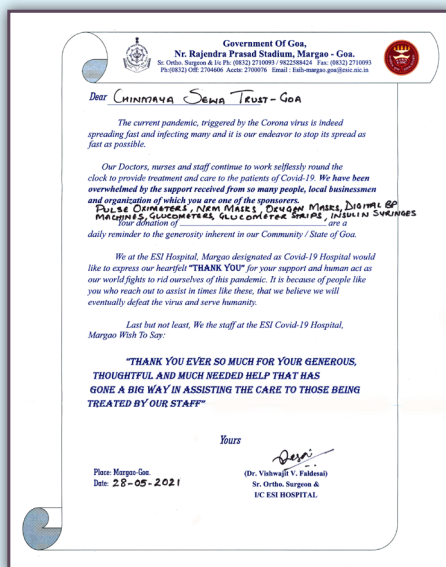 Government Of Goa,
Nr. Rajendra Prasad Stadium, Margao - Goa.
Sr. Ortho. Surgeon & I/c Ph: (0832) 2710093 / 9822588424 Fax: (0832) 2710093
Ph:(0832) Off: 2704606 Accts: 2700076 Email : Esih-margao.goa@esic.nic.in
Dear CHINMAYA SEWA TRUST - GOA
The current pandemic, triggered by the Corona virus is indeed
spreading fast and infecting many and it is our endeavor to stop its spread as
fast as possible.
Our Doctors, nurses and staff continue to work selflessly round the
clock to provide treatment and care to the patients of Covid-19. We have been
overwhelmed by the support received from so many people, local businessmen
and organization of which you are one of the sponsorers.
PULSE OXIMETERS, NRM MASKS, OXYGEN MASKS, DIGITAL BP
MACHINES, GLUCOMETERS, GLUCOMETER STRIPS, INSULIN SYRINGES
Your donation of are a
daily reminder to the generosity inherent in our Community / State of Goa.
We at the ESI Hospital, Margao designated as Covid-19 Hospital would
like to express our heartfelt "THANK YOU" for your support and human act as
our world fights to rid ourselves of this pandemic. It is because of people like
you who reach out to assist in times like these, that we believe we will
eventually defeat the virus and serve humanity.
Last but not least, We the staff at the ESI Covid-19 Hospital,
Margao Wish To Say:
"THANK YOU EVER SO MUCH FOR YOUR GENEROUS,
THOUGHTFUL AND MUCH NEEDED HELP THAT HAS
GONE A BIG WAY IN ASSISTING THE CARE TO THOSE BEING
TREATED BY OUR STAFF"
Yours
(Dr. Vishwajit V. Faldesai)
Place: Margao-Goa.
Sr. Ortho. Surgeon &
Date: 28-05-2021
I/C ESI HOSPITAL